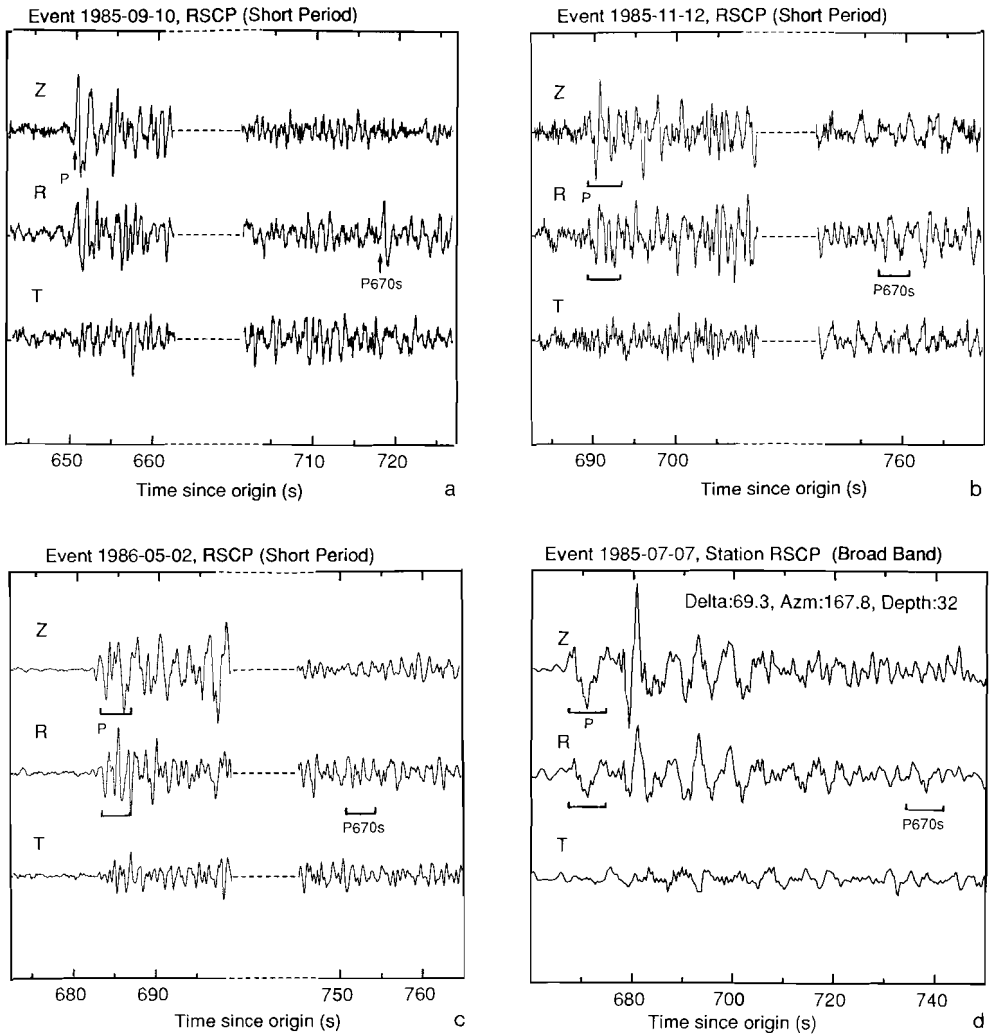 Event 1985-09-10, RSCP (Short Period)
Z
P
R
P670s
T
650 660 710 720
Time since origin (s)
a
Event 1985-11-12, RSCP (Short Period)
Z
P
R
P670s
T
690 700 760
Time since origin (s)
b
Event 1986-05-02, RSCP (Short Period)
Z
P
R
P670s
T
680 690 750 760
Time since origin (s)
c
Event 1985-07-07, Station RSCP (Broad Band)
Delta:69.3, Azm:167.8, Depth:32
Z
P
R
P670s
T
680 700 720 740
Time since origin (s)
d